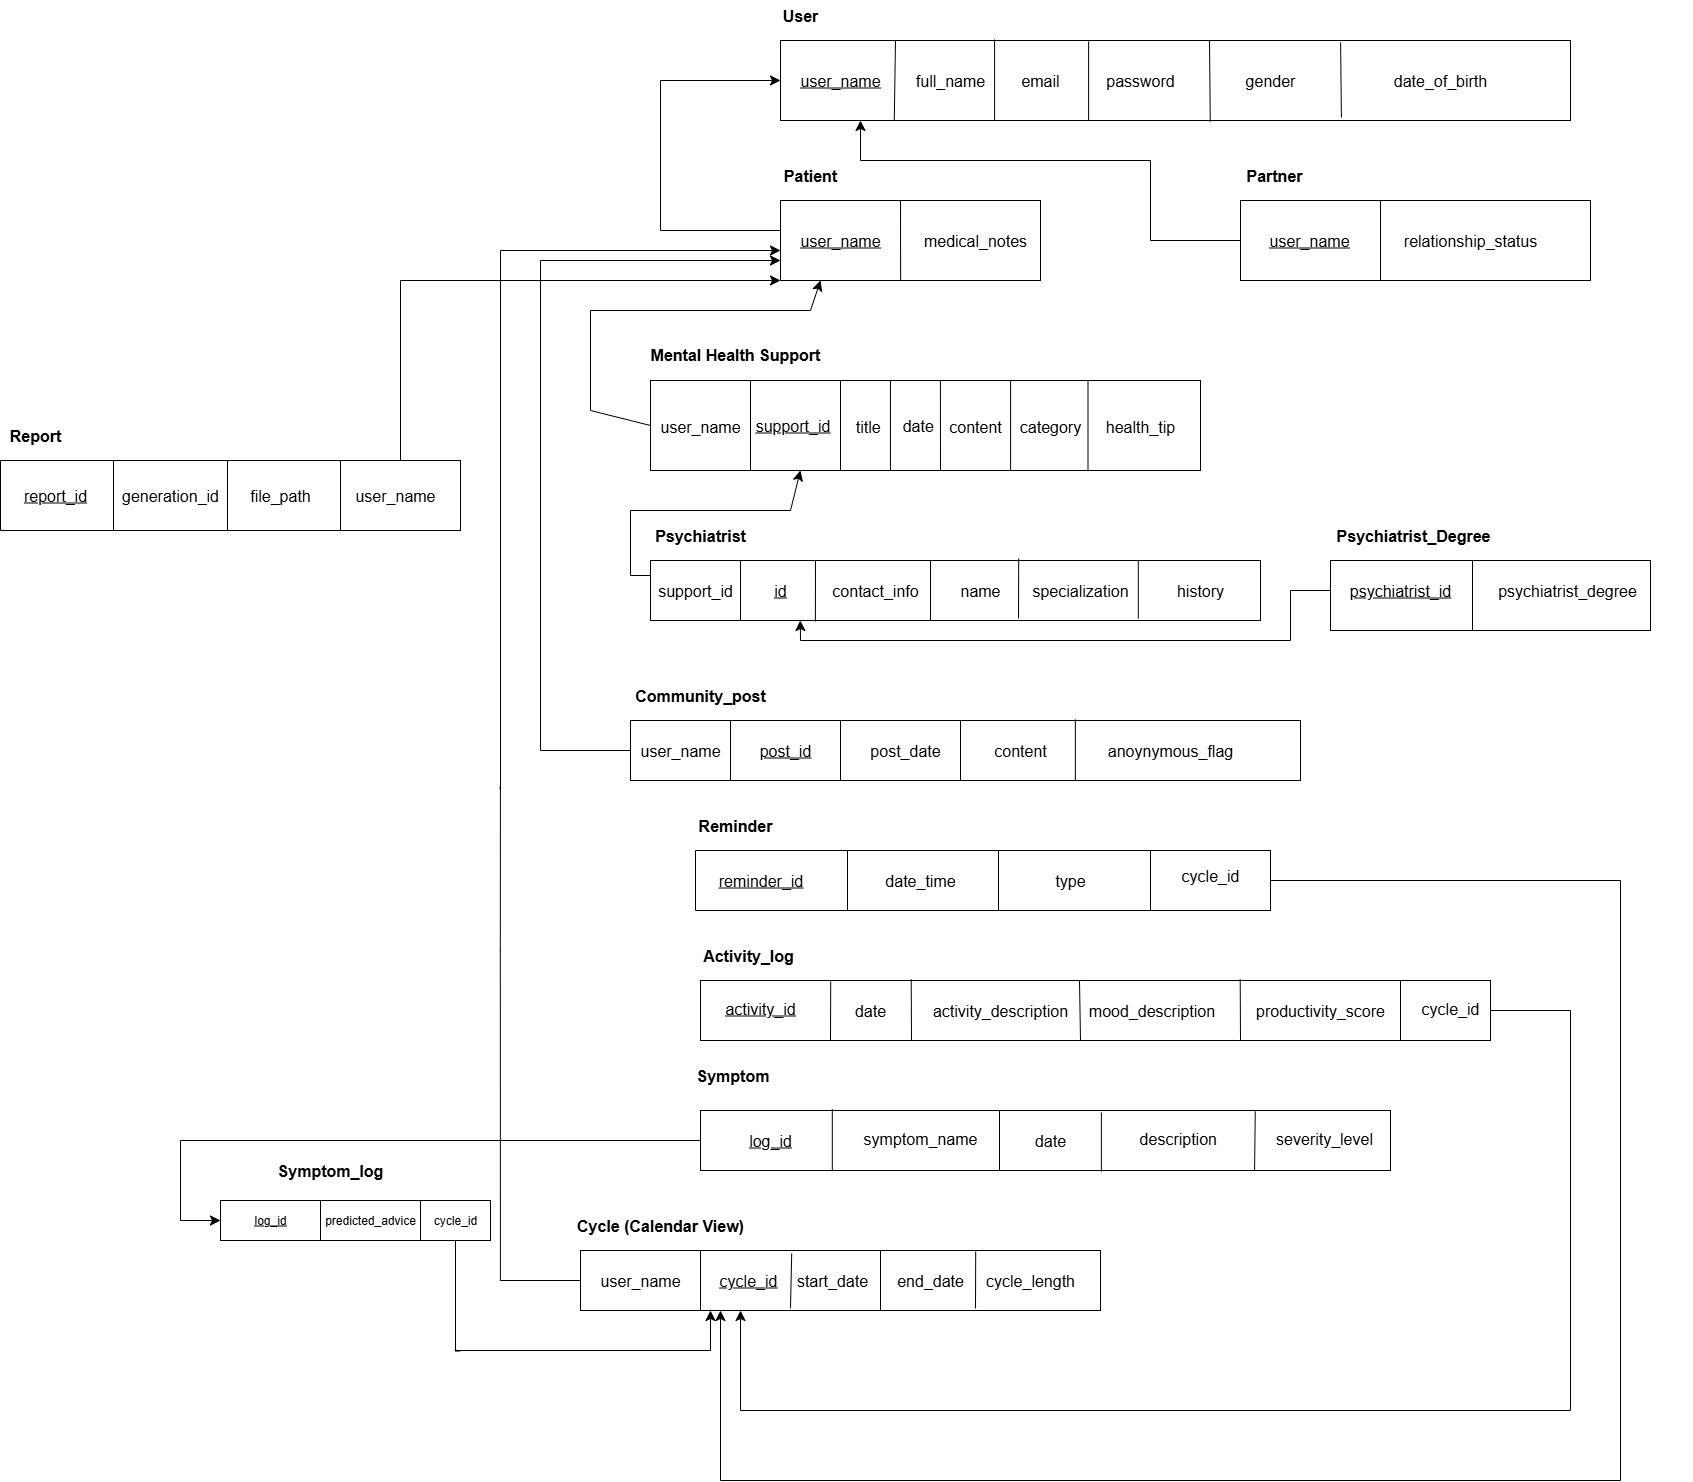 User
user_name full_name email password gender date_of_birth
Patient
user_name medical_notes
Partner
user_name relationship_status
Mental Health Support
user_name support_id title date content category health_tip
Report
report_id generation_id file_path user_name
Psychiatrist
support_id id contact_info name specialization history
Psychiatrist_Degree
psychiatrist_id psychiatrist_degree
Community_post
user_name post_id post_date content anoynymous_flag
Reminder
reminder_id date_time type cycle_id
Activity_log
activity_id date activity_description mood_description productivity_score cycle_id
Symptom
log_id symptom_name date description severity_level
Symptom_log
log_id predicted_advice cycle_id
Cycle (Calendar View)
user_name cycle_id start_date end_date cycle_length